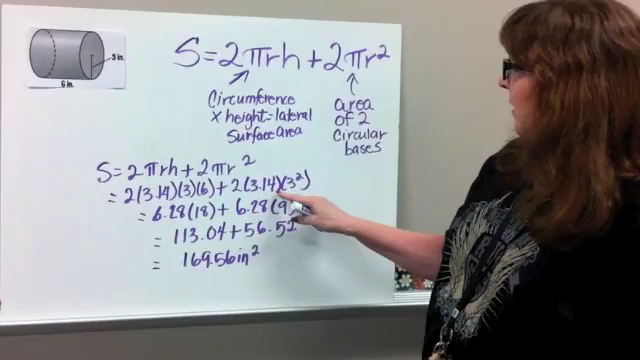 3 in.
6 in.
S=2πrh+2πr²
Circumference
x height=lateral
Surface area
area
of 2
Circular
bases
S=2πrh+2πr²
=2(3.14)(3)(6)+2(3.14)(3²)
=6.28(18)+6.28(9)
=113.04+56.52
=169.56in²